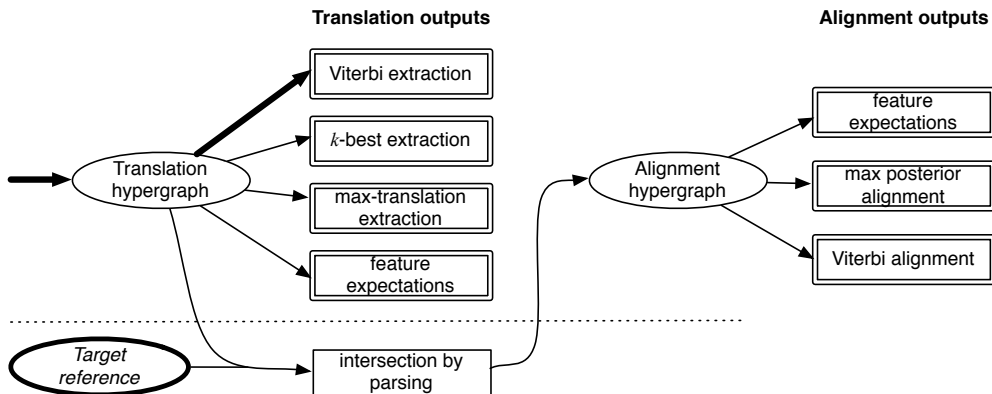 Translation outputs
Alignment outputs
Viterbi extraction
k-best extraction
max-translation
extraction
feature
expectations
Translation
hypergraph
Alignment
hypergraph
feature
expectations
max posterior
alignment
Viterbi alignment
Target
reference
intersection by
parsing